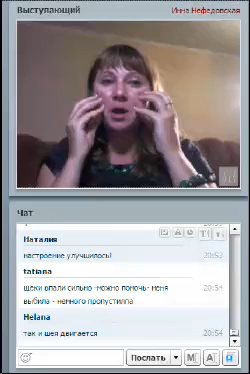 Выступающий
Инна Нефедовская
Чат
Наталия
настроение улучшилось!
20:53
tatiana
щеки впали сильно -можно помочь- меня
20:54
выбила - немного пропустилпа
Helana
так и шея двигается
20:54
Послать